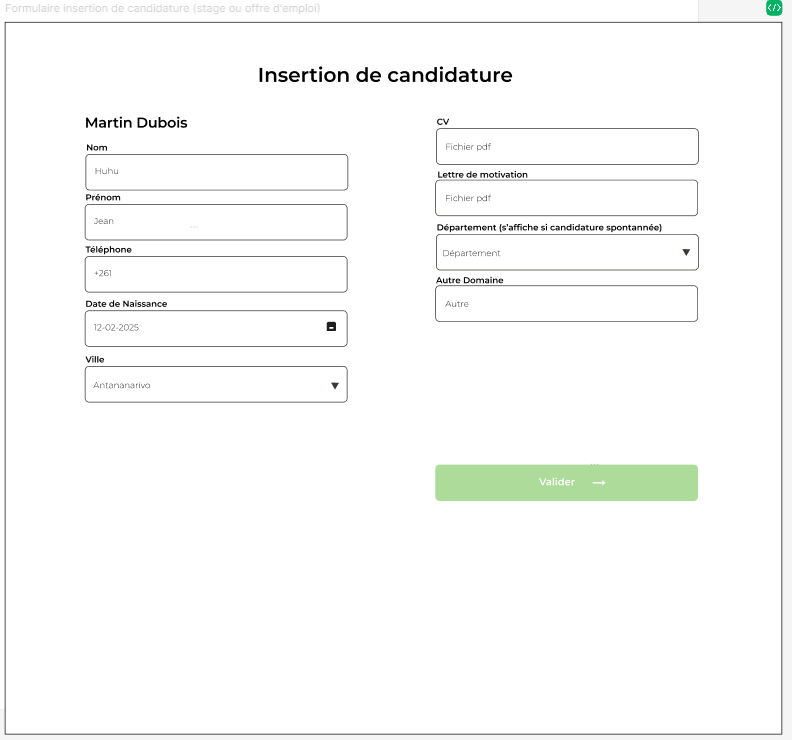 Formulaire insertion de candidature (stage ou offre d'emploi)
</>
Insertion de candidature
Martin Dubois
Nom
Huhu
Prénom
Jean
...
Téléphone
+261
Date de Naissance
12-02-2025
Ville
Antananarivo
CV
Fichier pdf
Lettre de motivation
Fichier pdf
Département (s'affiche si candidature spontannée)
Département
Autre Domaine
Autre
Valider →